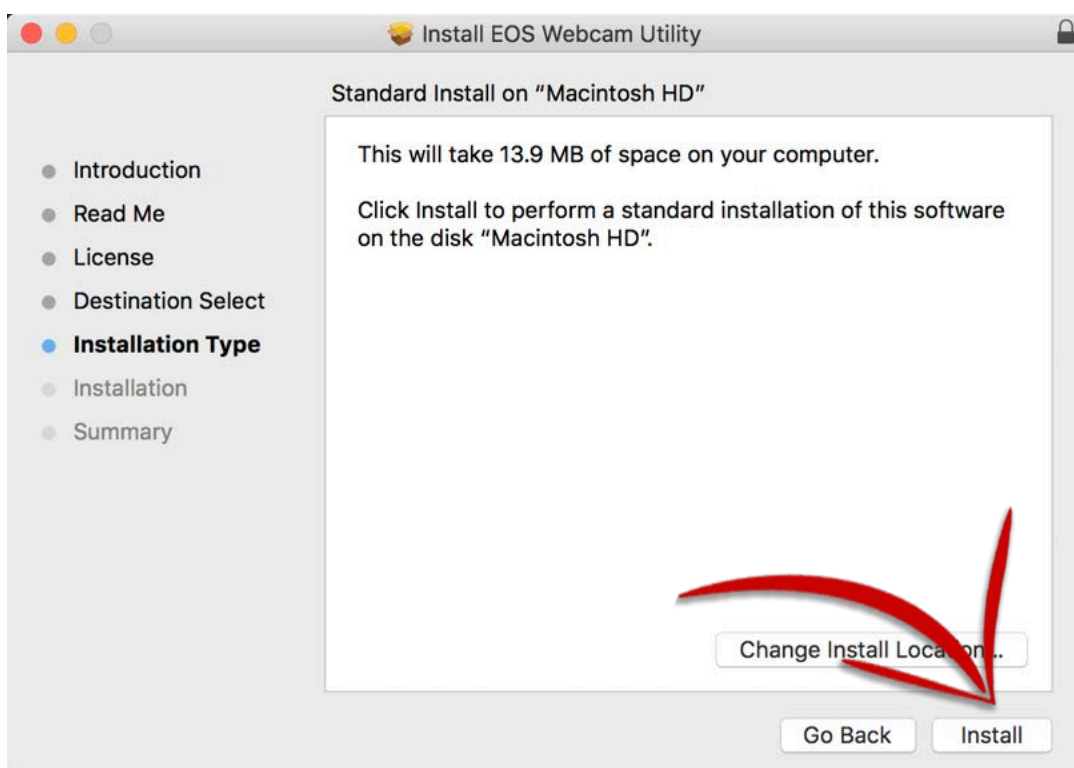 Install EOS Webcam Utility
Standard Install on “Macintosh HD”
Introduction
Read Me
License
Destination Select
Installation Type
Installation
Summary
This will take 13.9 MB of space on your computer.
Click Install to perform a standard installation of this software
on the disk “Macintosh HD”.
Change Install Location...
Go Back
Install